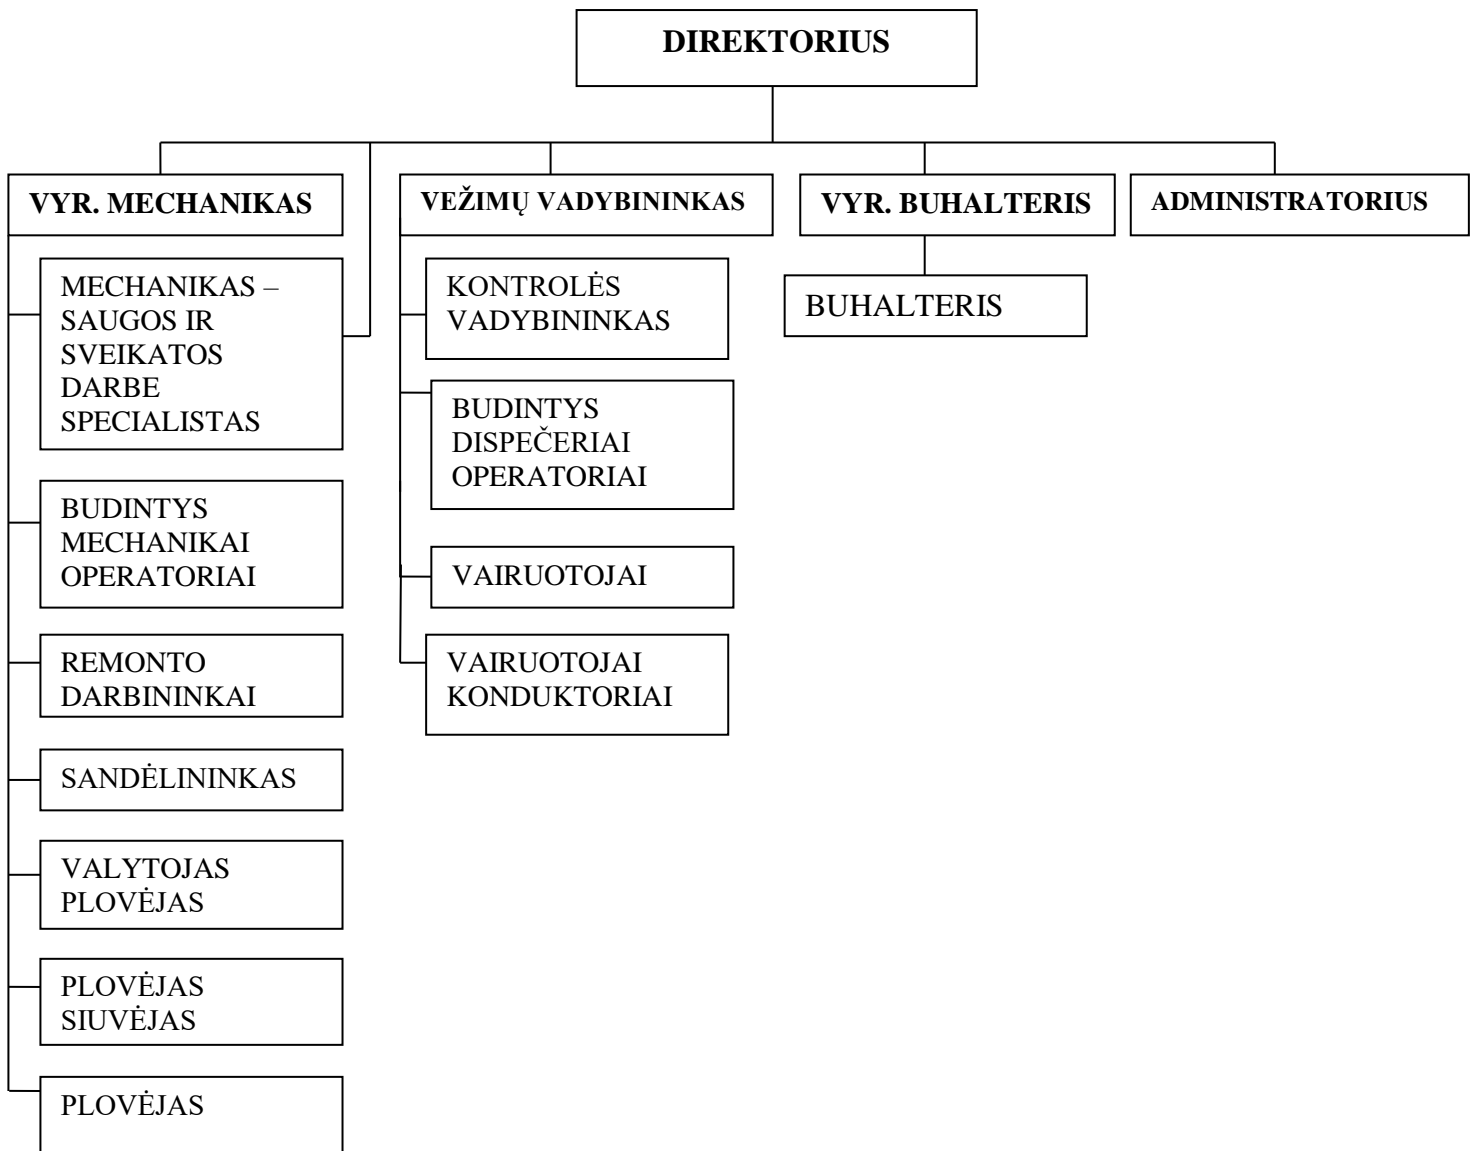 DIREKTORIUS
VYR. MECHANIKAS
VEŽIMŲ VADYBININKAS
VYR. BUHALTERIS
ADMINISTRATORIUS
MECHANIKAS –
SAUGOS IR
SVEIKATOS
DARBE
SPECIALISTAS
BUDINTYS
MECHANIKAI
OPERATORIAI
REMONTO
DARBININKAI
SANDĖLININKAS
VALYTOJAS
PLOVĖJAS
PLOVĖJAS
SIUVĖJAS
PLOVĖJAS
KONTROLĖS
VADYBININKAS
BUDINTYS
DISPEČERIAI
OPERATORIAI
VAIRUOTOJAI
VAIRUOTOJAI
KONDUKTORIAI
BUHALTERIS